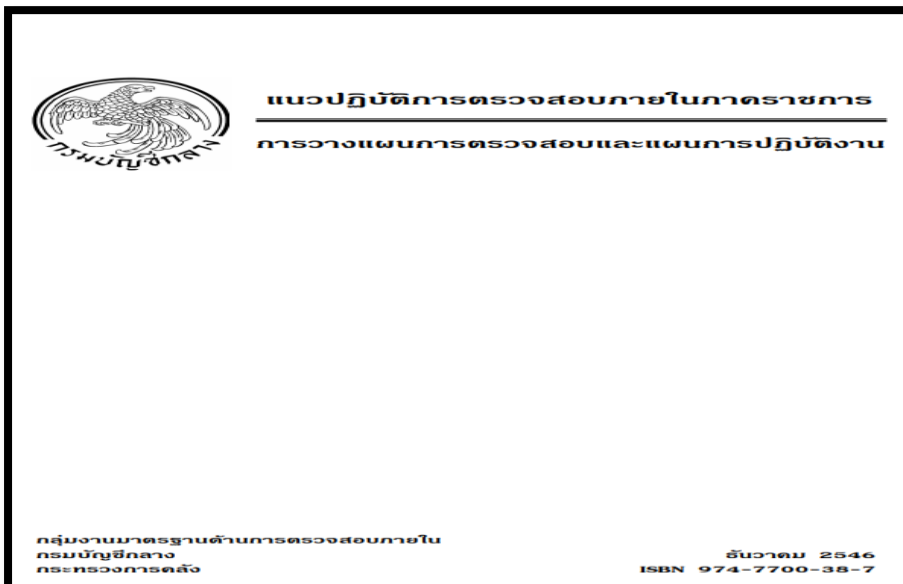 กรมบัญชีกลาง
แนวปฏิบัติการตรวจสอบภายในภาคราชการ
การวางแผนการตรวจสอบและแผนการปฏิบัติงาน
กลุ่มงานมาตรฐานด้านการตรวจสอบภายใน
กรมบัญชีกลาง
กระทรวงการคลัง
ธันวาคม 2546
ISBN 974-7700-38-7